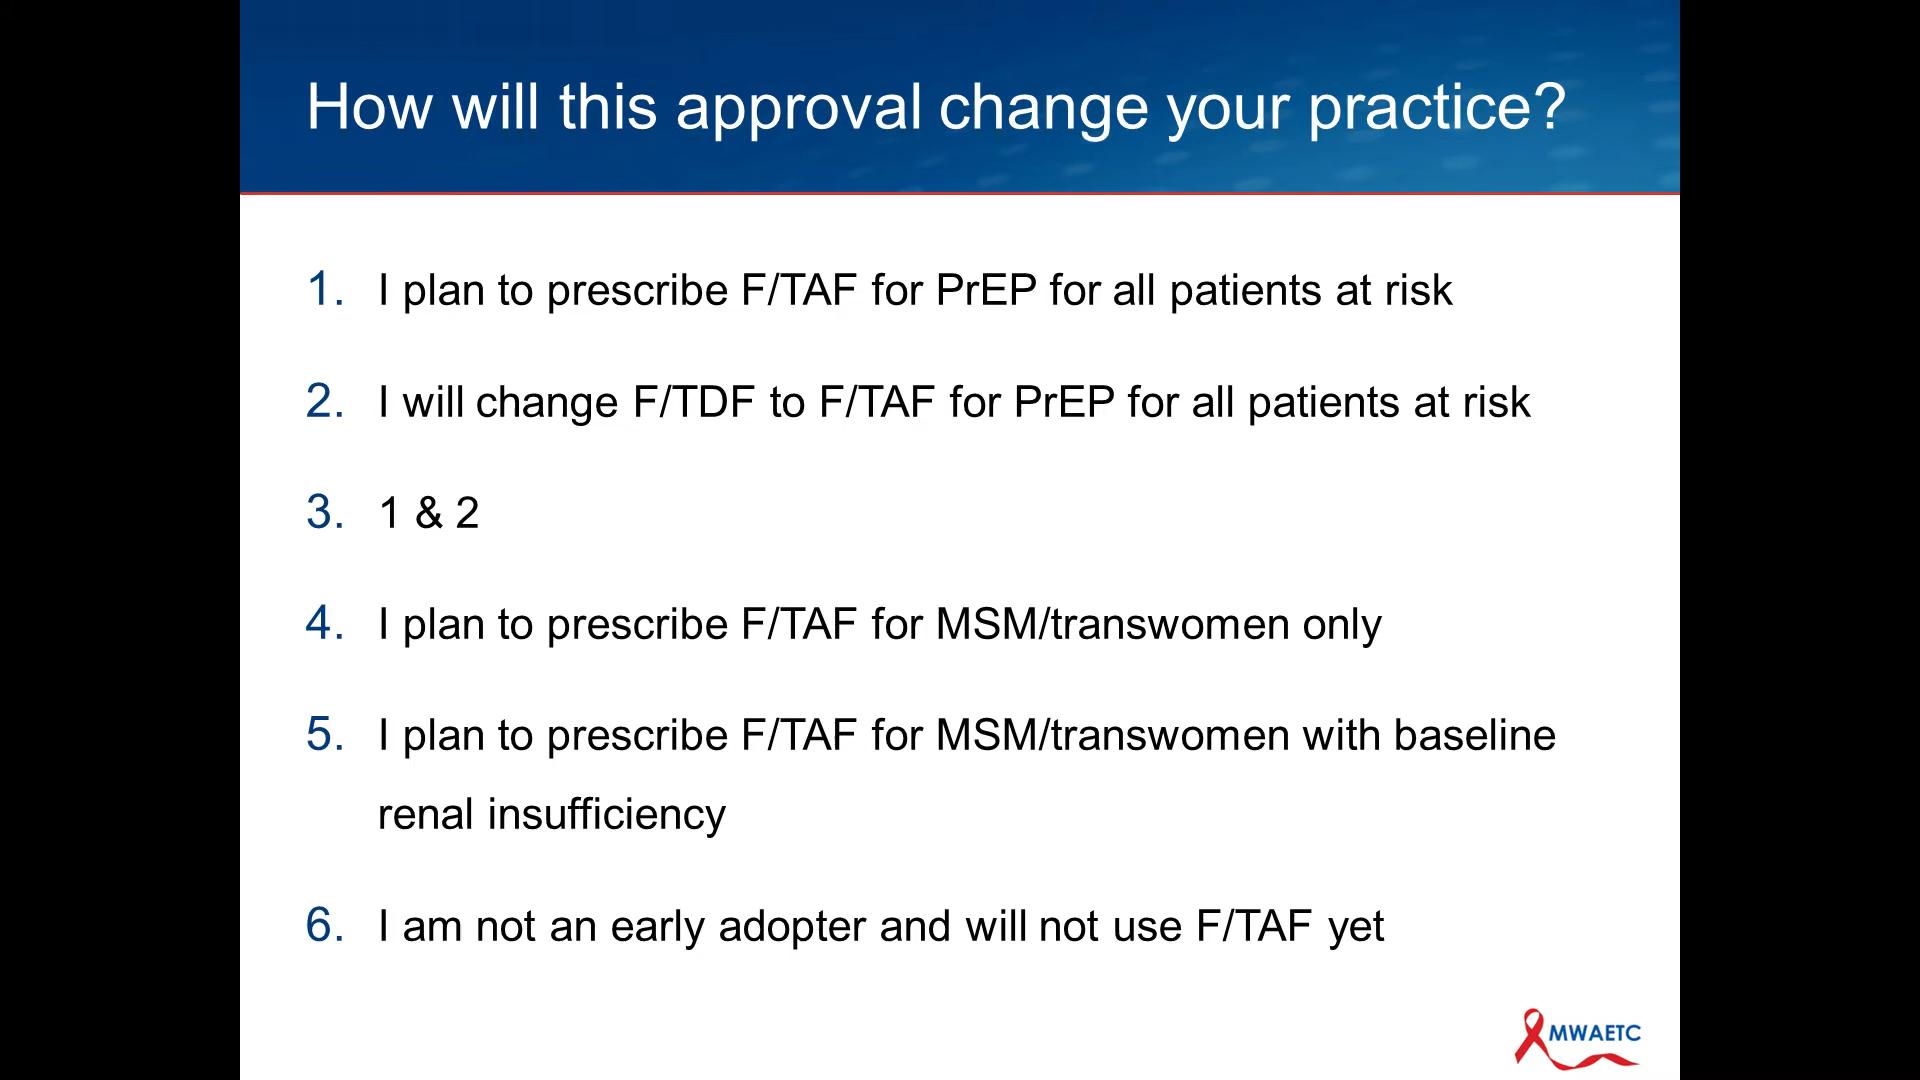 How will this approval change your practice?
1. I plan to prescribe F/TAF for PrEP for all patients at risk
2. I will change F/TDF to F/TAF for PrEP for all patients at risk
3. 1 & 2
4. I plan to prescribe F/TAF for MSM/transwomen only
5. I plan to prescribe F/TAF for MSM/transwomen with baseline
renal insufficiency
6. I am not an early adopter and will not use F/TAF yet
MWAETC